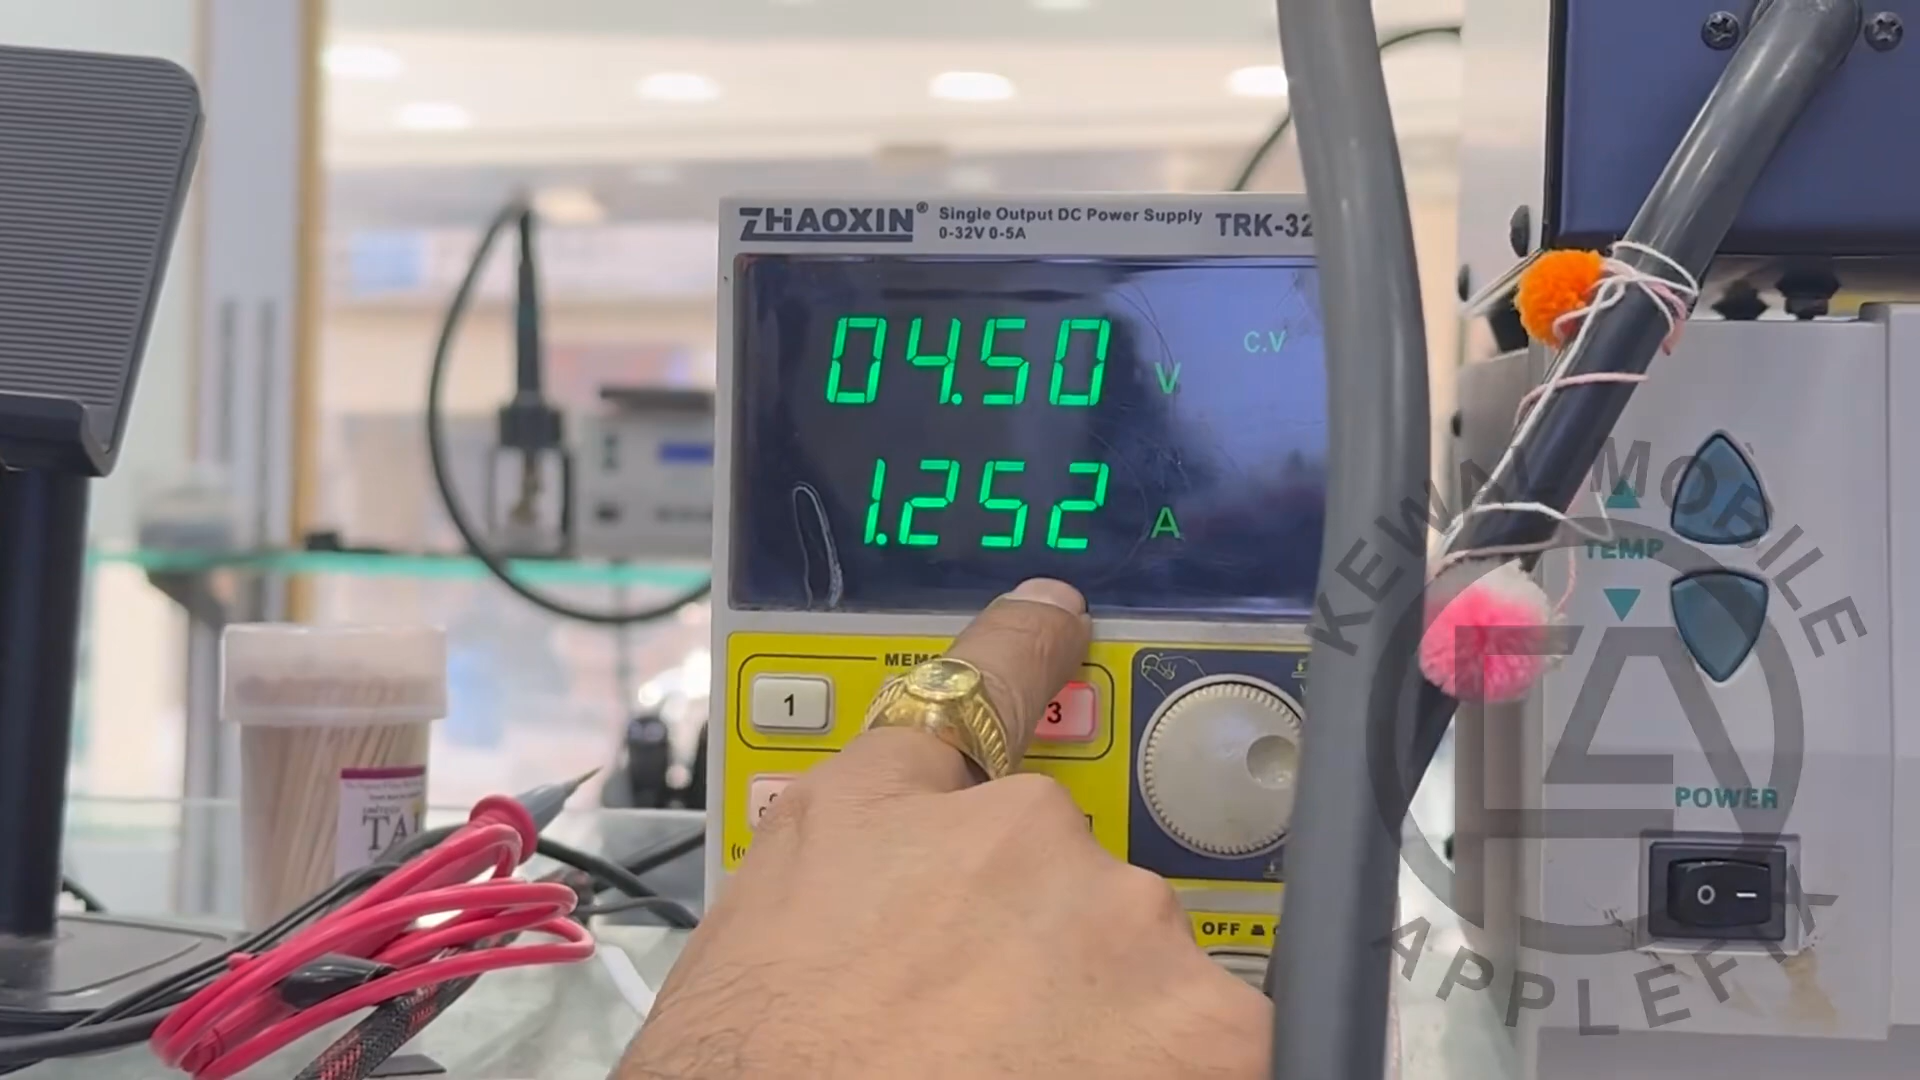 ZHAOXIN®
Single Output DC Power Supply
0-32V 0-5A
TRK-32
04.50 V
C.V
1.252 A
1
3
OFF
TEMP
POWER
O –
TA
KEWAL MOBILE
APPLEFIX